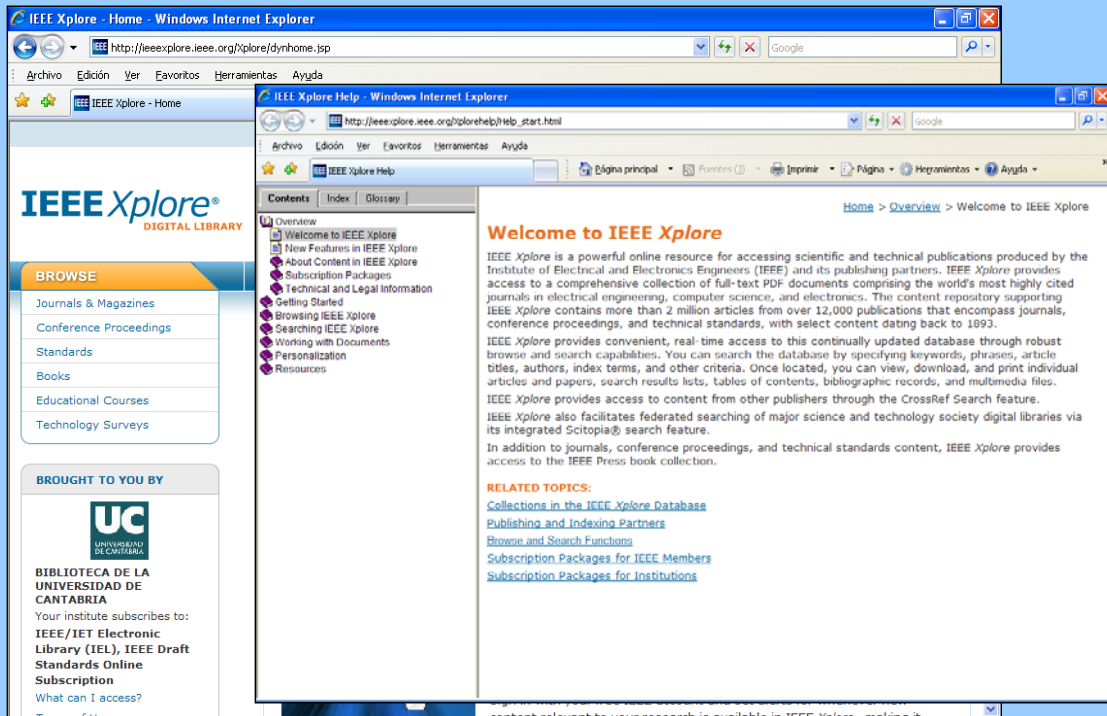 IEEE Xplore - Home - Windows Internet Explorer
http://ieeexplore.ieee.org/Xplore/dynhome.jsp
Google
Archivo Edición Ver Favoritos Herramientas Ayuda
IEEE Xplore - Home
IEEE Xplore®
DIGITAL LIBRARY
BROWSE
Journals & Magazines
Conference Proceedings
Standards
Books
Educational Courses
Technology Surveys
BROUGHT TO YOU BY
UC
UNIVERSIDAD
DE CANTABRIA
BIBLIOTECA DE LA
UNIVERSIDAD DE
CANTABRIA
Your institute subscribes to:
IEEE/IET Electronic
Library (IEL), IEEE Draft
Standards Online
Subscription
What can I access?
IEEE Xplore Help - Windows Internet Explorer
http://ieeexplore.ieee.org/Xplorehelp/Help_start.html
Google
Archivo Edición Ver Favoritos Herramientas Ayuda
IEEE Xplore Help
Página principal Fuentes (J) Imprimir Página Herramientas Ayuda
Contents Index Glossary
Overview
Welcome to IEEE Xplore
New Features in IEEE Xplore
About Content in IEEE Xplore
Subscription Packages
Technical and Legal Information
Getting Started
Browsing IEEE Xplore
Searching IEEE Xplore
Working with Documents
Personalization
Resources
Home > Overview > Welcome to IEEE Xplore
Welcome to IEEE Xplore
IEEE Xplore is a powerful online resource for accessing scientific and technical publications produced by the
Institute of Electrical and Electronics Engineers (IEEE) and its publishing partners. IEEE Xplore provides
access to a comprehensive collection of full-text PDF documents comprising the world's most highly cited
journals in electrical engineering, computer science, and electronics. The content repository supporting
IEEE Xplore contains more than 2 million articles from over 12,000 publications that encompass journals,
conference proceedings, and technical standards, with select content dating back to 1893.
IEEE Xplore provides convenient, real-time access to this continually updated database through robust
browse and search capabilities. You can search the database by specifying keywords, phrases, article
titles, authors, index terms, and other criteria. Once located, you can view, download, and print individual
articles and papers, search results lists, tables of contents, bibliographic records, and multimedia files.
IEEE Xplore provides access to content from other publishers through the CrossRef Search feature.
IEEE Xplore also facilitates federated searching of major science and technology society digital libraries via
its integrated Scitopia® search feature.
In addition to journals, conference proceedings, and technical standards content, IEEE Xplore provides
access to the IEEE Press book collection.
RELATED TOPICS:
Collections in the IEEE Xplore Database
Publishing and Indexing Partners
Browse and Search Functions
Subscription Packages for IEEE Members
Subscription Packages for Institutions
content relevant to your research is available in IEEE Xplore, making it